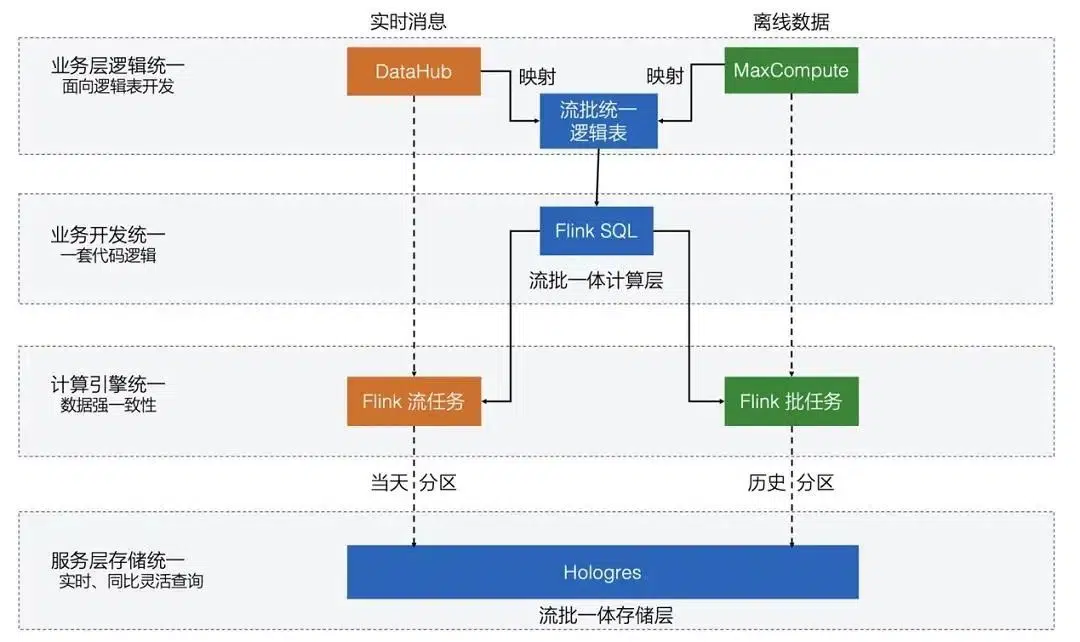 实时消息
离线数据
业务层逻辑统一
面向逻辑表开发
DataHub
映射
映射
MaxCompute
流批统一
逻辑表
业务开发统一
一套代码逻辑
Flink SQL
流批一体计算层
计算引擎统一
数据强一致性
Flink 流任务
Flink 批任务
当天 分区
历史 分区
服务层存储统一
实时、同比灵活查询
Hologres
流批一体存储层